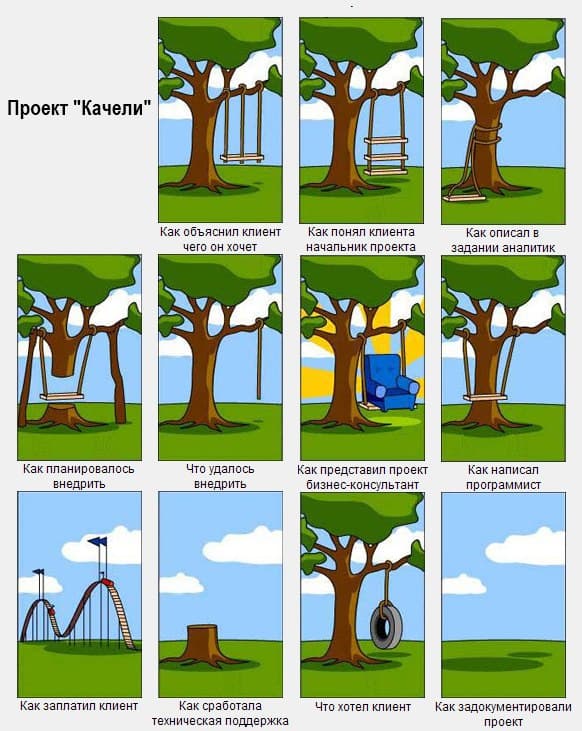 Проект "Качели"
Как объяснил клиент
чего он хочет
Как понял клиента
начальник проекта
Как описал в
задании аналитик
Как планировалось
внедрить
Что удалось
внедрить
Как представил проект
бизнес-консультант
Как написал
программист
Как заплатил клиент
Как сработала
техническая поддержка
Что хотел клиент
Как задокументировали
проект